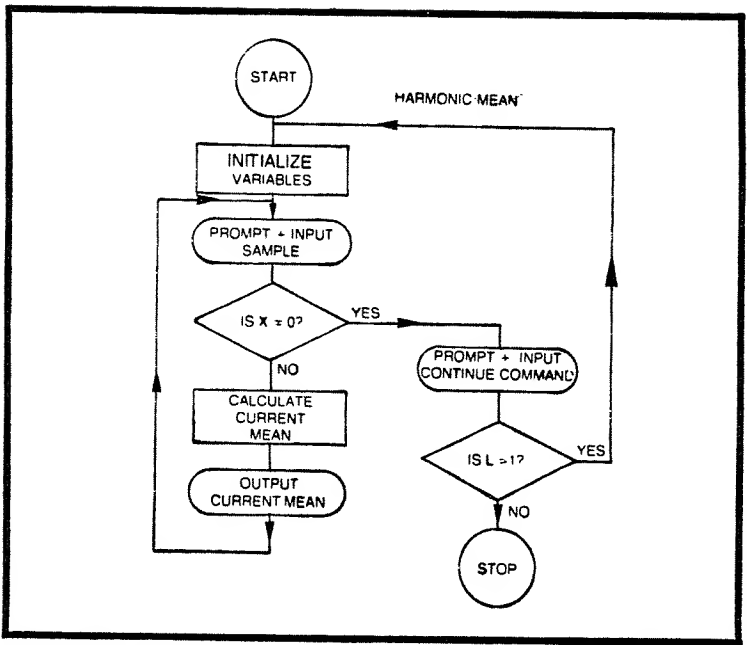 START
HARMONIC MEAN
INITIALIZE
VARIABLES
PROMPT + INPUT
SAMPLE
IS X = 0?
YES
NO
PROMPT + INPUT
CONTINUE COMMAND
CALCULATE
CURRENT
MEAN
IS L = 1?
YES
OUTPUT
CURRENT MEAN
NO
STOP